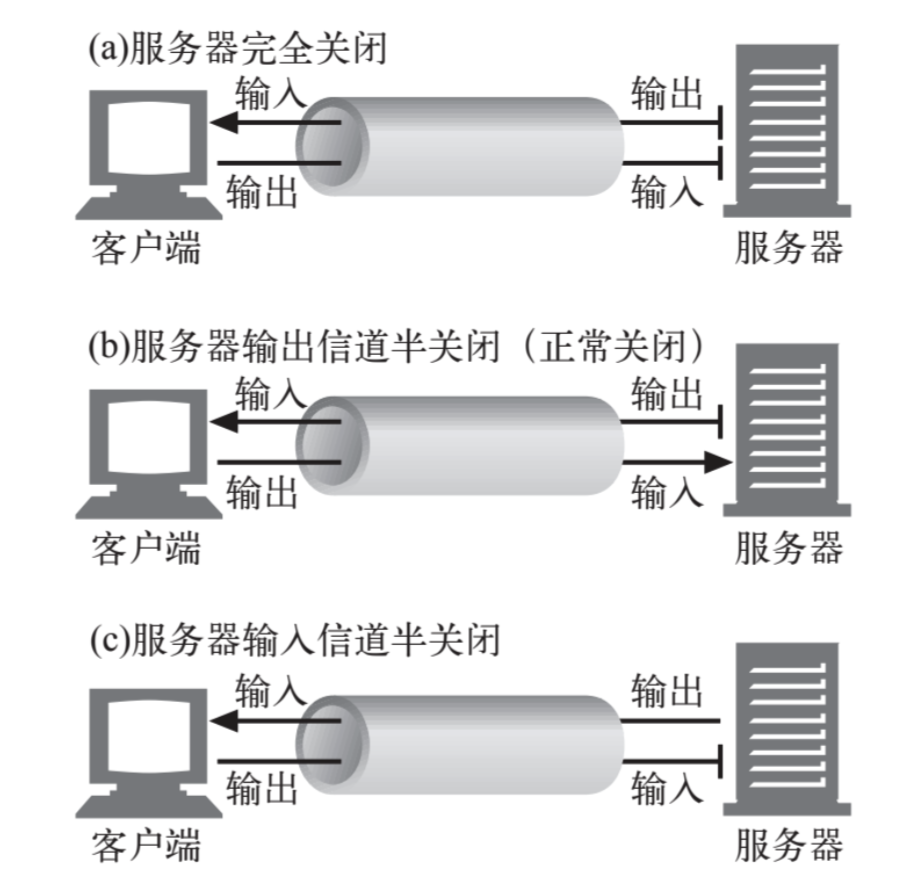 (a)服务器完全关闭
输入
输出
输出
输入
客户端
服务器
(b)服务器输出信道半关闭（正常关闭）
输入
输出
输出
输入
客户端
服务器
(c)服务器输入信道半关闭
输入
输出
输出
输入
客户端
服务器